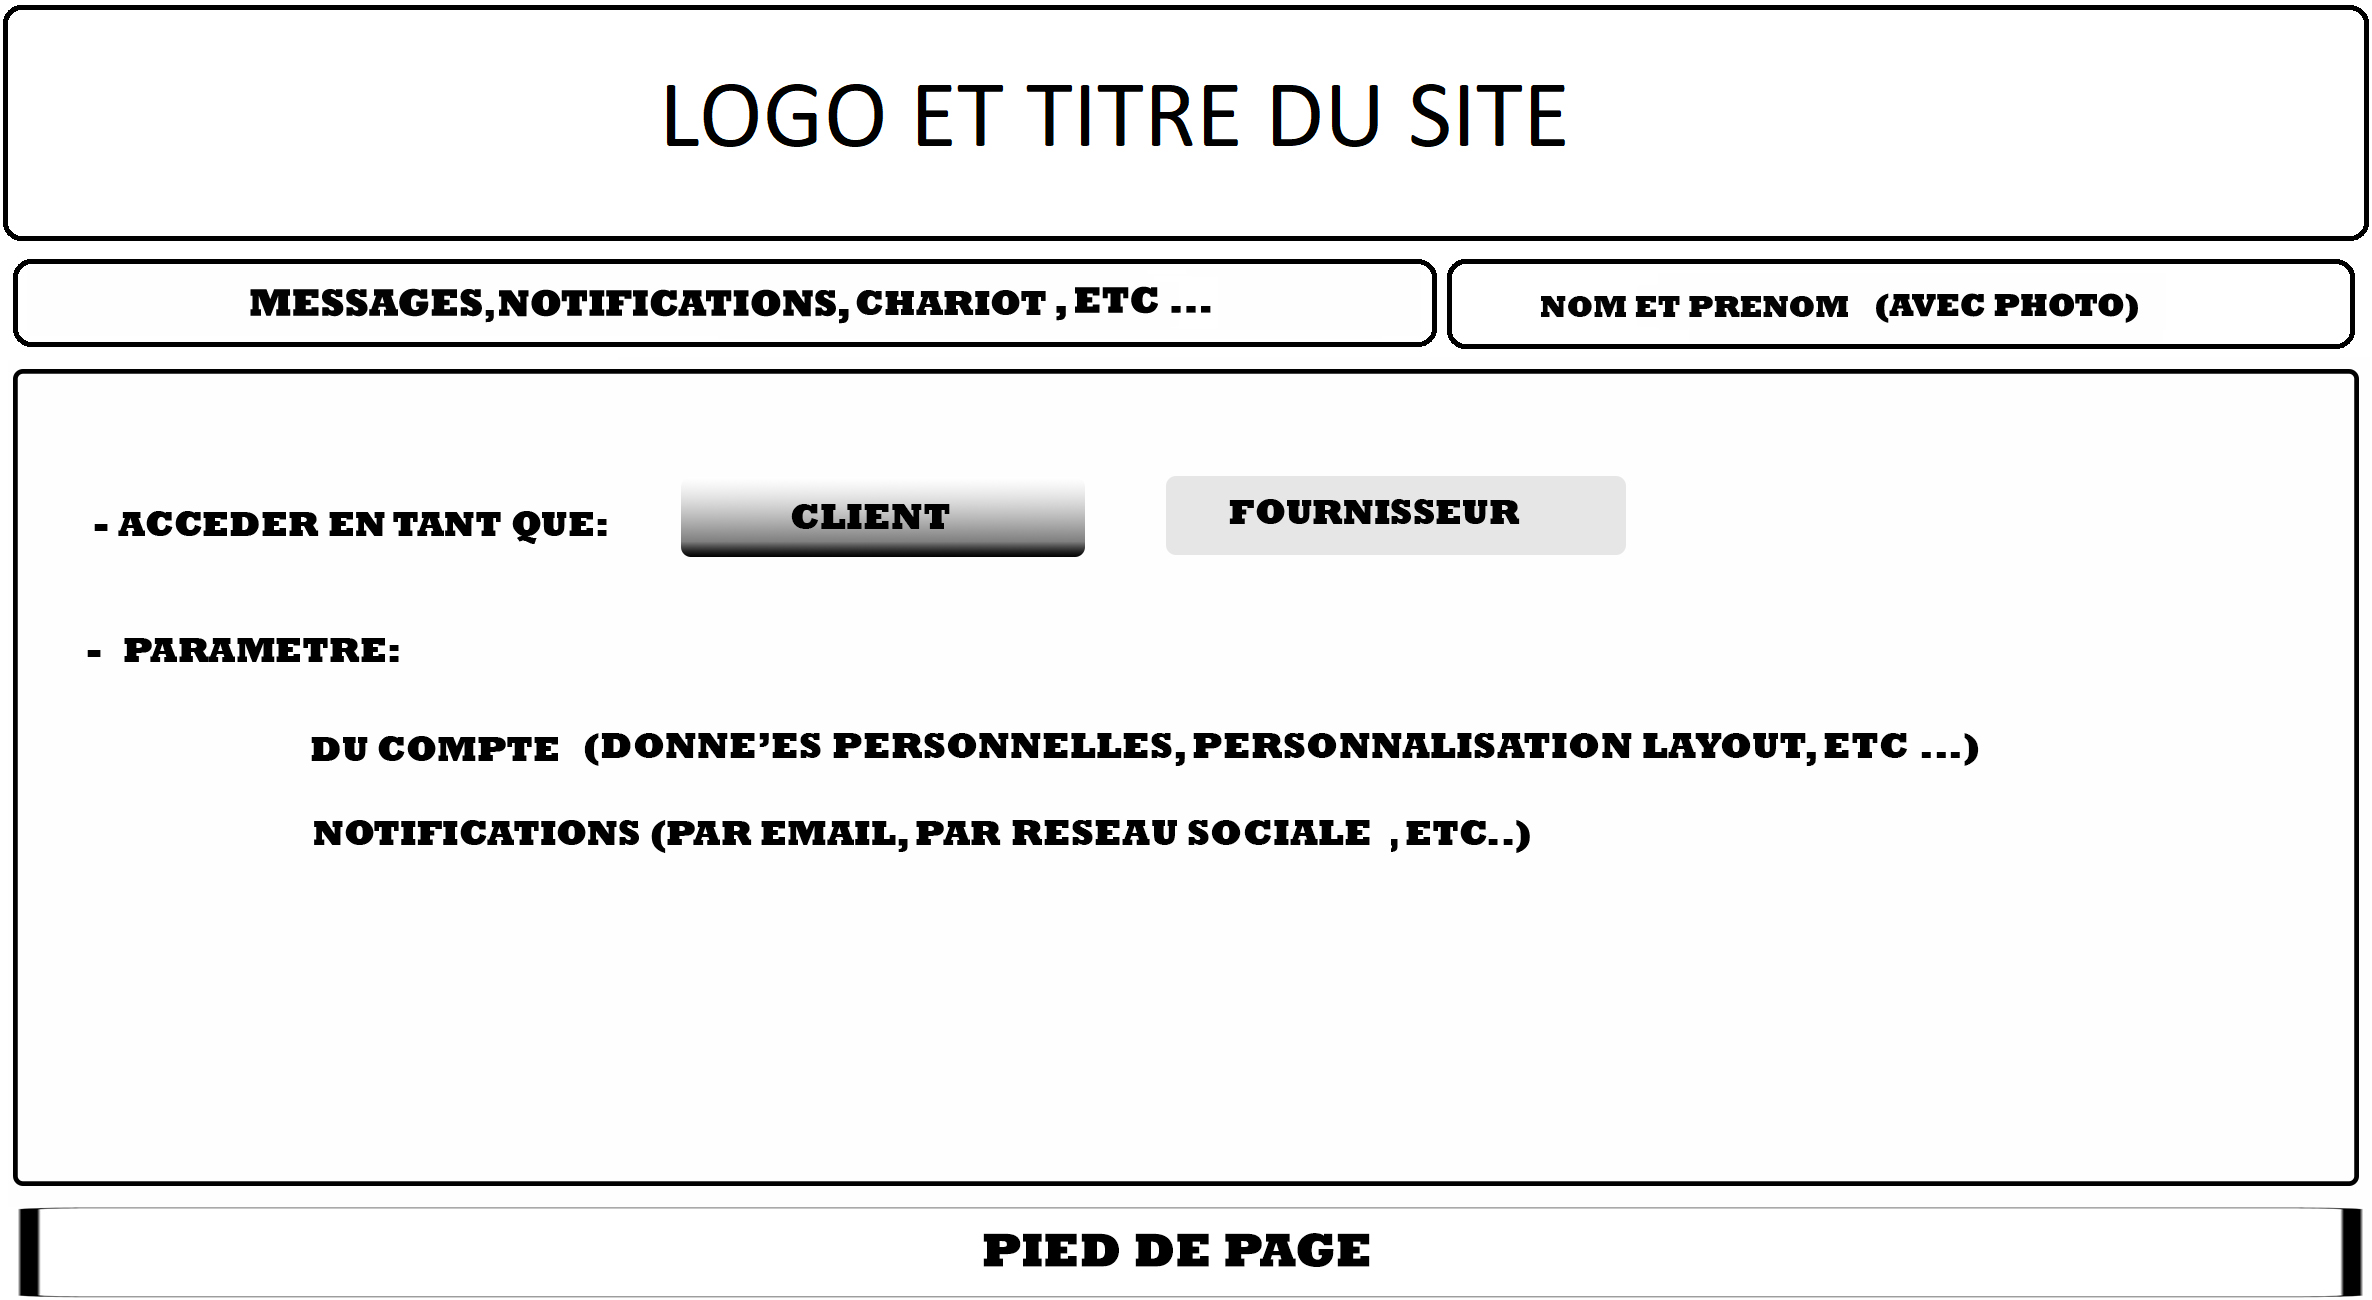 LOGO ET TITRE DU SITE
MESSAGES,NOTIFICATIONS, CHARIOT , ETC ...
NOM ET PRENOM (AVEC PHOTO)
- ACCEDER EN TANT QUE: CLIENT FOURNISSEUR
- PARAMETRE:
DU COMPTE (DONNE’ES PERSONNELLES, PERSONNALISATION LAYOUT, ETC ...)
NOTIFICATIONS (PAR EMAIL, PAR RESEAU SOCIALE , ETC..)
PIED DE PAGE